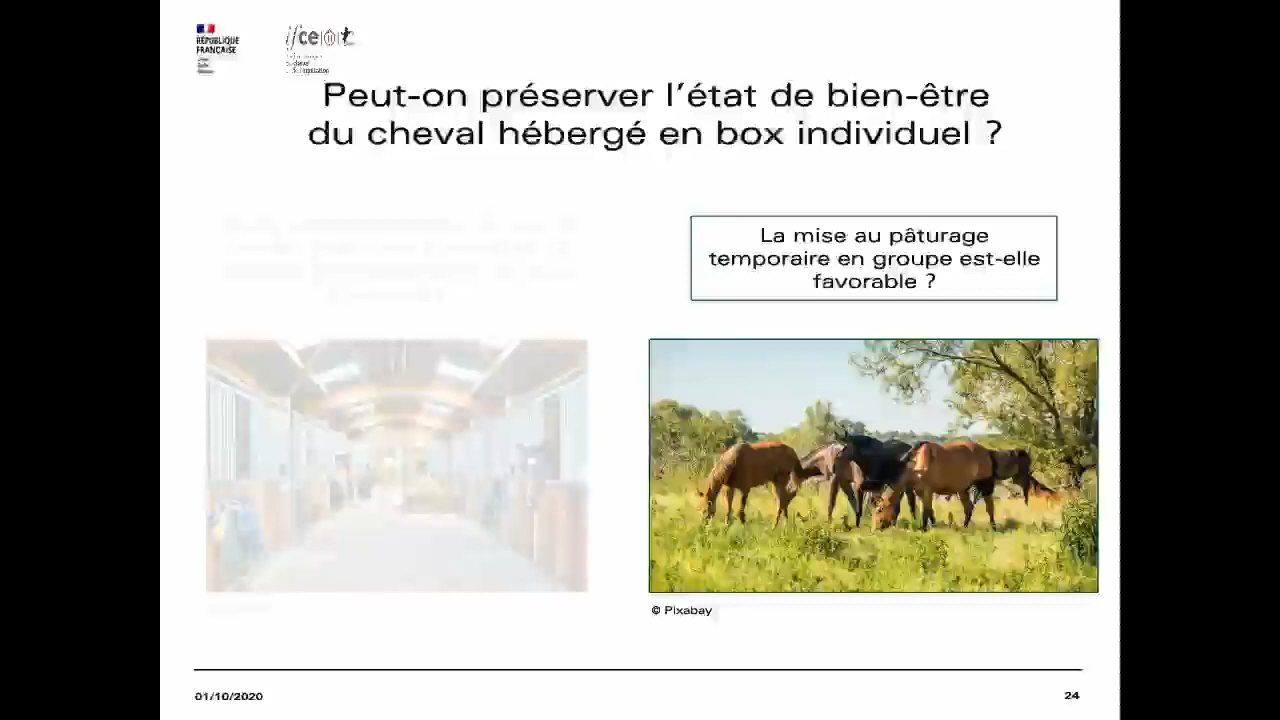 RÉPUBLIQUE
FRANÇAISE
Peut-on préserver l'état de bien-être
du cheval hébergé en box individuel ?
La mise au pâturage
temporaire en groupe est-elle
favorable ?
© Pixabay
01/10/2020
24